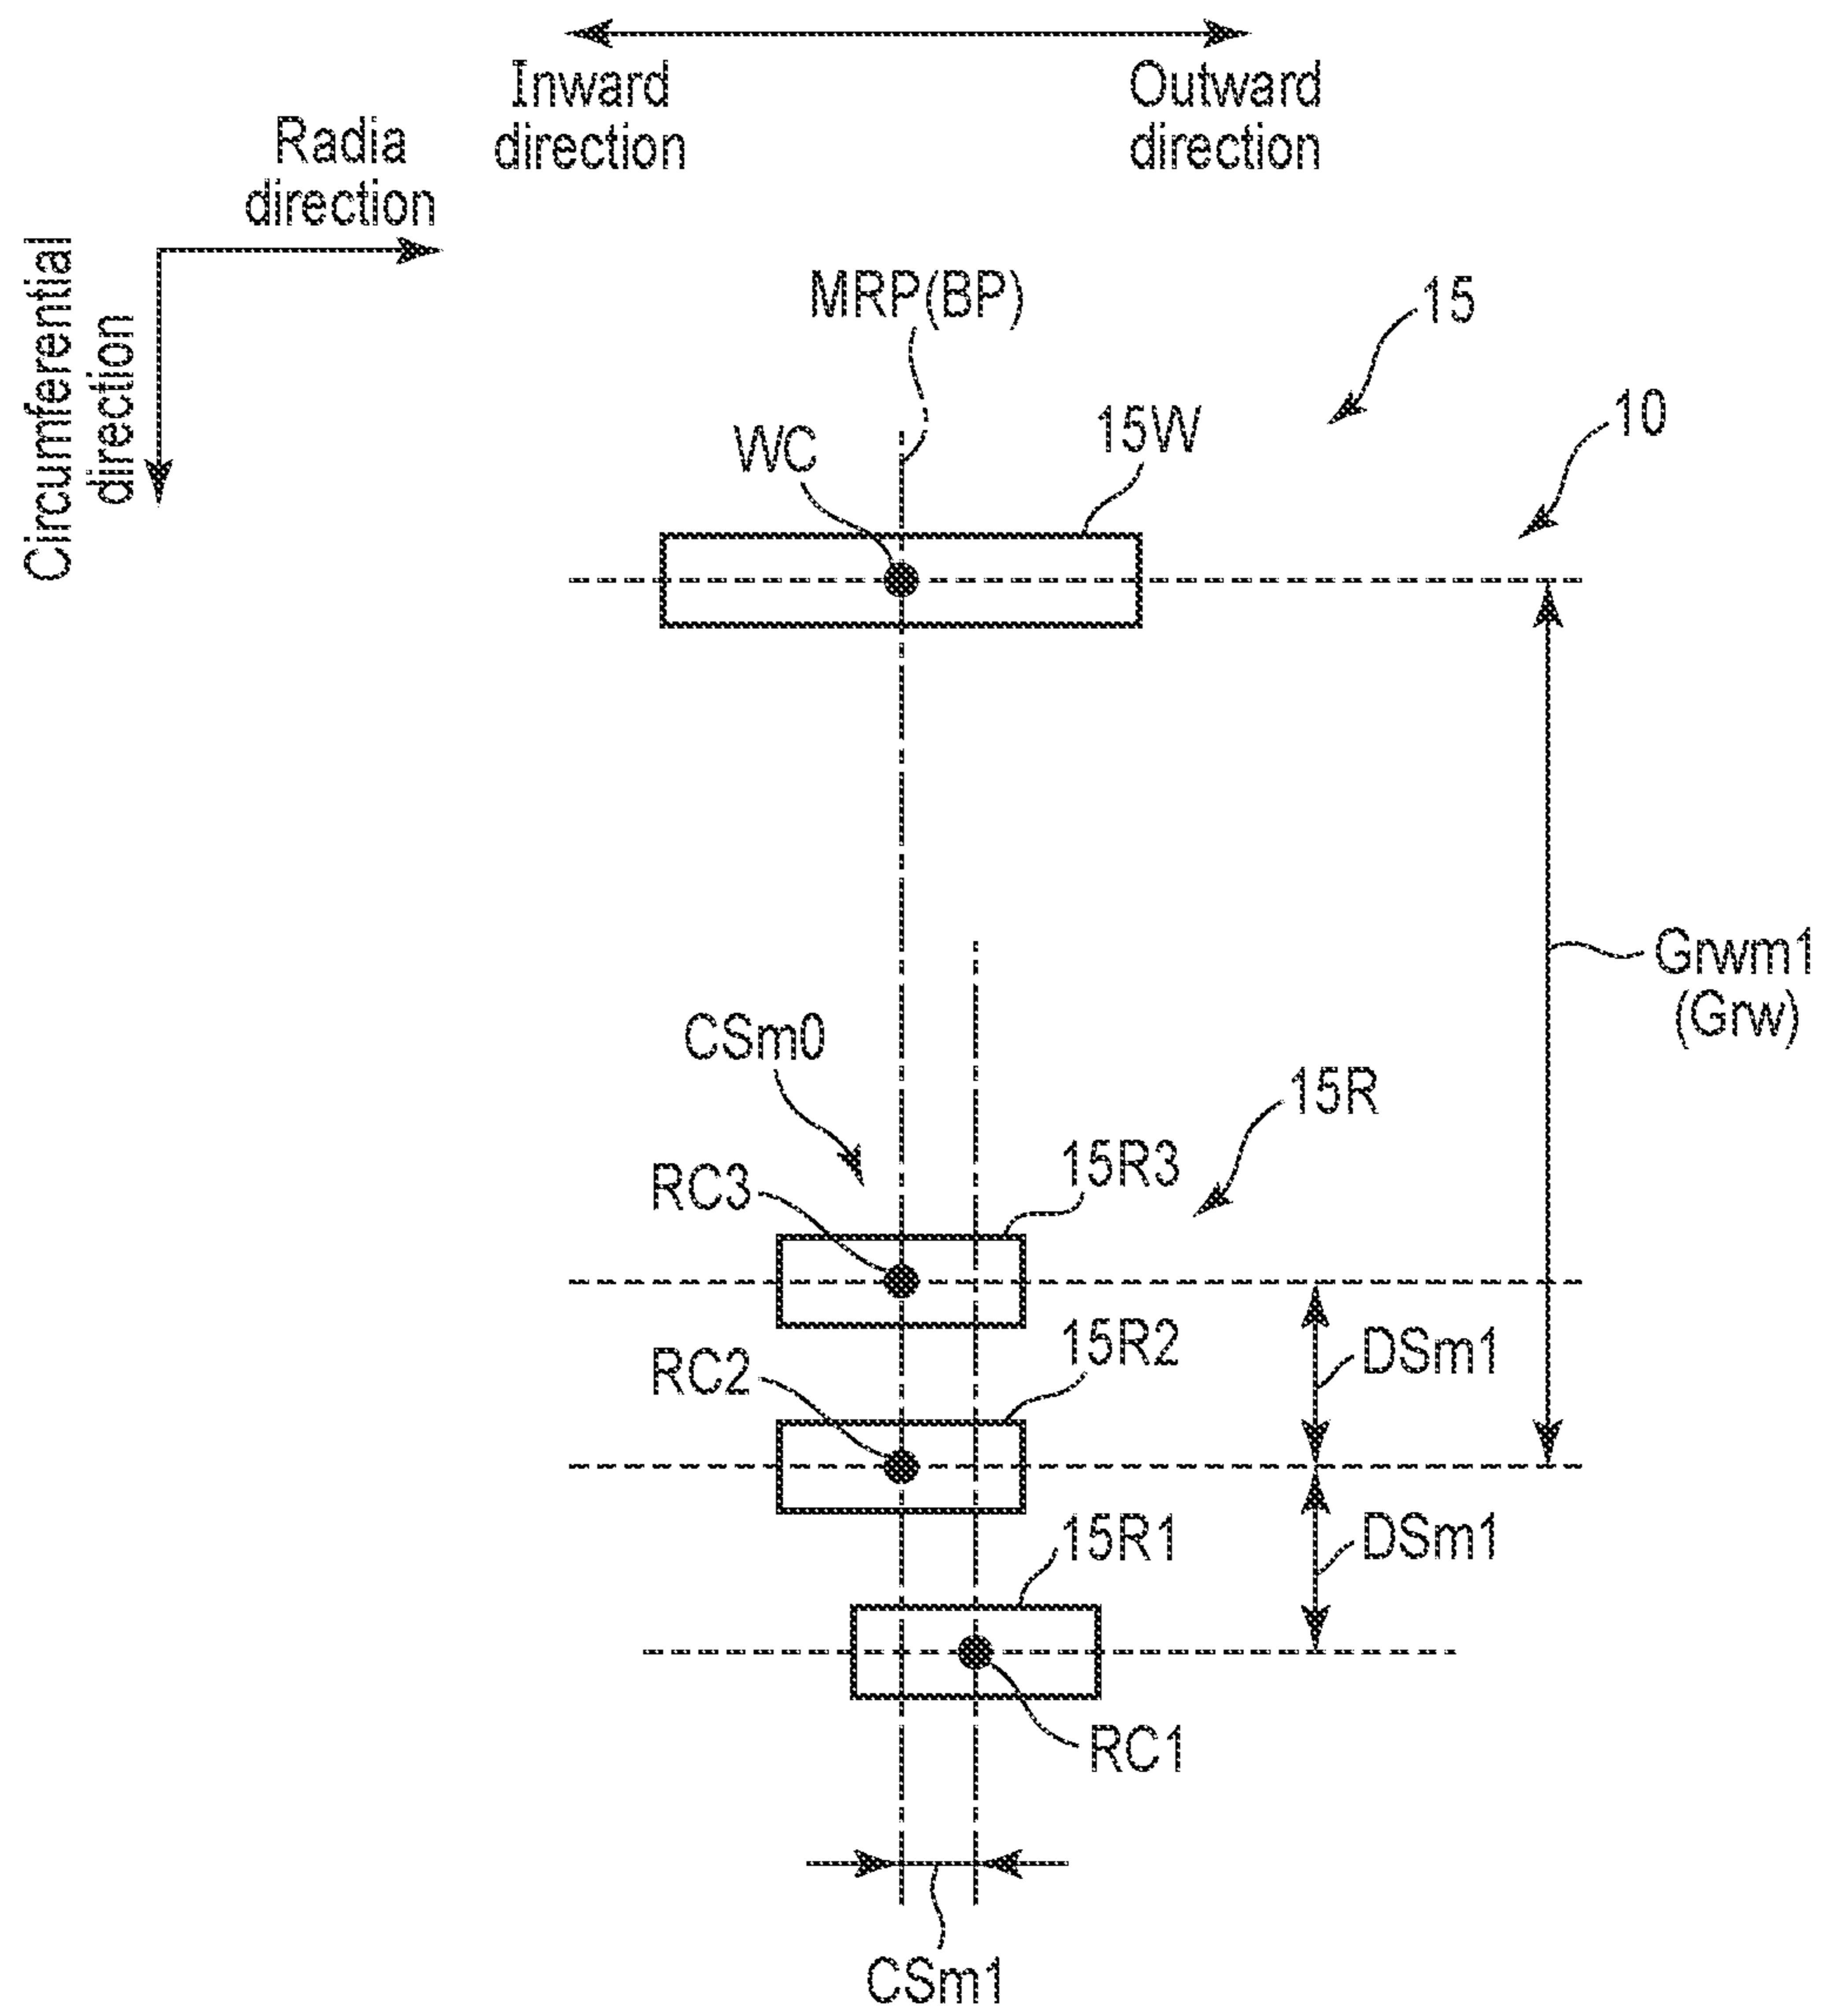 Inward
direction
Outward
direction
Radia
direction
Circumferential
direction
MRP(BP)
15
10
WC
15W
Grwm1
(Grw)
CSm0
15R
RC3
15R3
RC2
15R2
DSm1
15R1
DSm1
RC1
CSm1